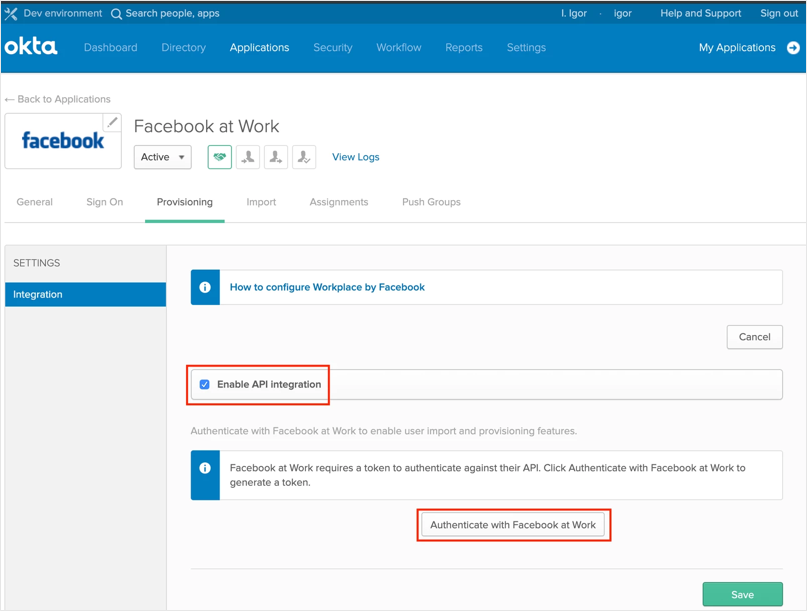 Dev environment Search people, apps I. Igor · igor Help and Support Sign out
okta Dashboard Directory Applications Security Workflow Reports Settings My Applications
← Back to Applications
facebook
Facebook at Work
Active View Logs
General Sign On Provisioning Import Assignments Push Groups
SETTINGS
Integration
How to configure Workplace by Facebook
Cancel
Enable API integration
Authenticate with Facebook at Work to enable user import and provisioning features.
Facebook at Work requires a token to authenticate against their API. Click Authenticate with Facebook at Work to
generate a token.
Authenticate with Facebook at Work
Save